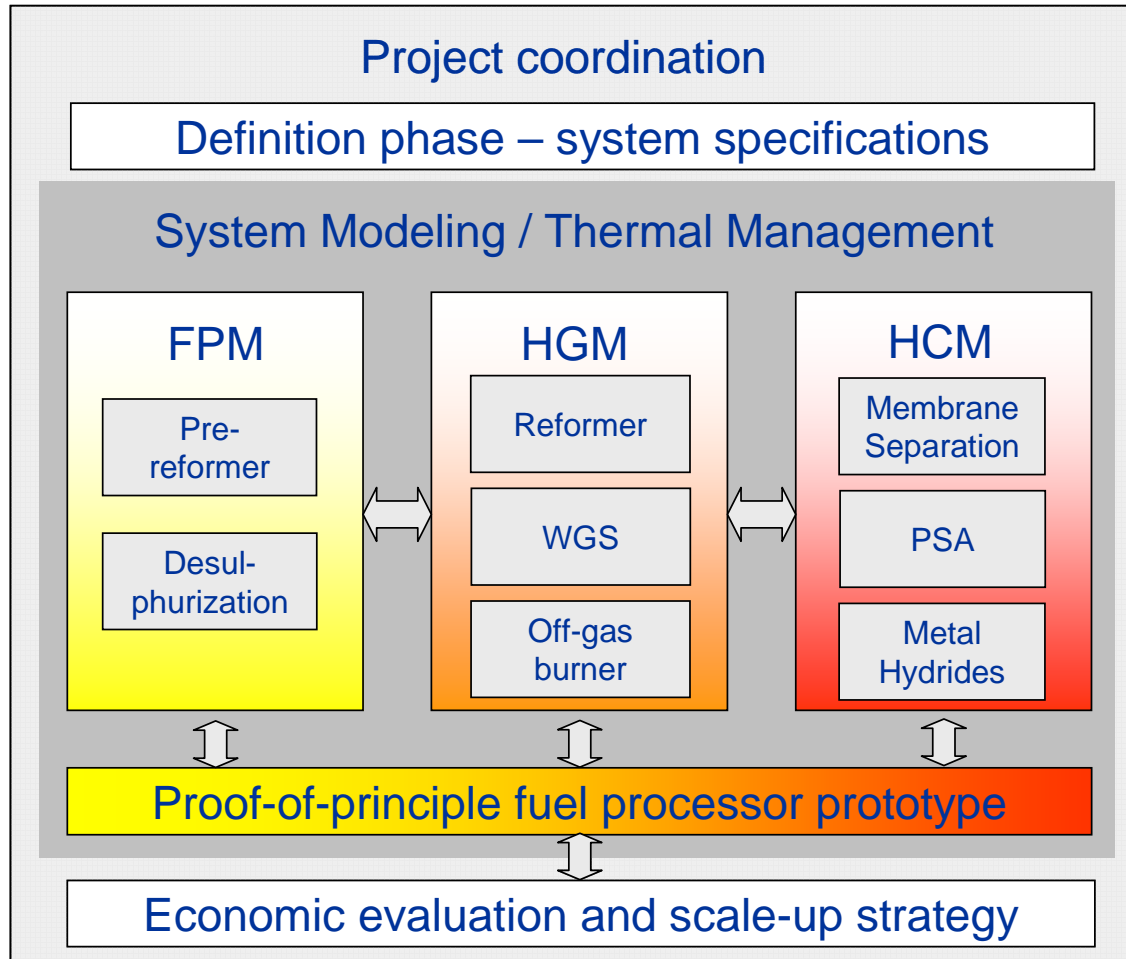 Project coordination
Definition phase – system specifications
System Modeling / Thermal Management
FPM
Pre-
reformer
Desul-
phurization
HGM
Reformer
WGS
Off-gas
burner
HCM
Membrane
Separation
PSA
Metal
Hydrides
Proof-of-principle fuel processor prototype
Economic evaluation and scale-up strategy